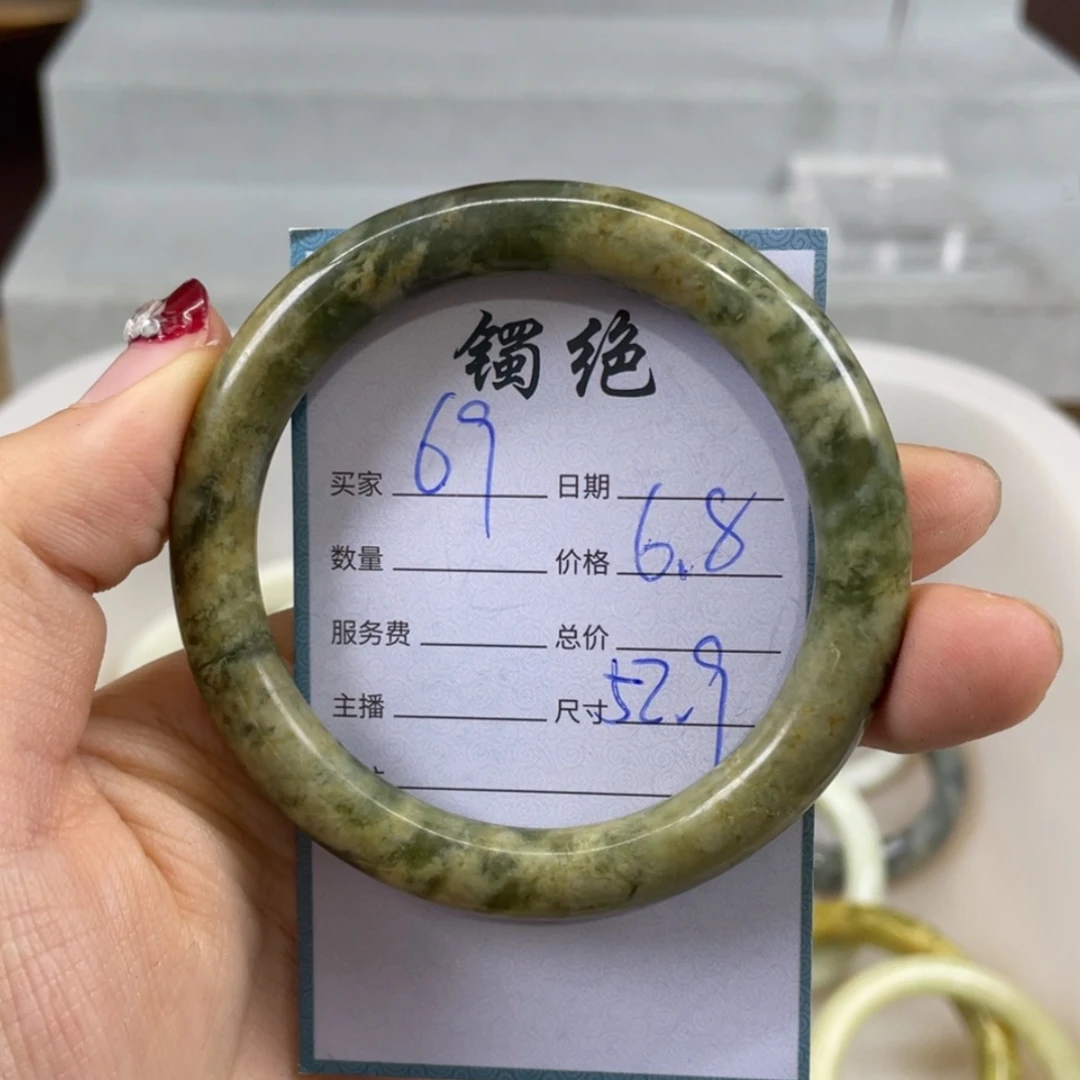 镯绝
买家 69 日期
数量 价格 6.8
服务费 总价
主播 尺寸 52.9